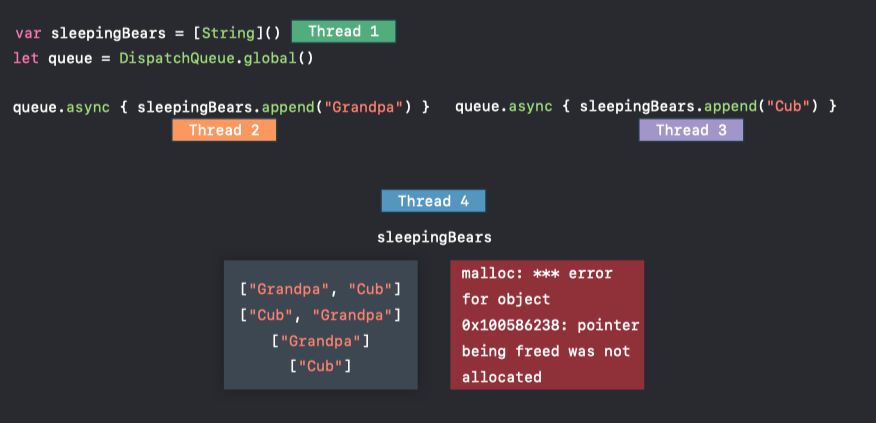 var sleepingBears = [String]() Thread 1
let queue = DispatchQueue.global()
queue.async { sleepingBears.append("Grandpa") } queue.async { sleepingBears.append("Cub") }
Thread 2 Thread 3
Thread 4
sleepingBears
["Grandpa", "Cub"]
["Cub", "Grandpa"]
["Grandpa"]
["Cub"]
malloc: *** error
for object
0x100586238: pointer
being freed was not
allocated